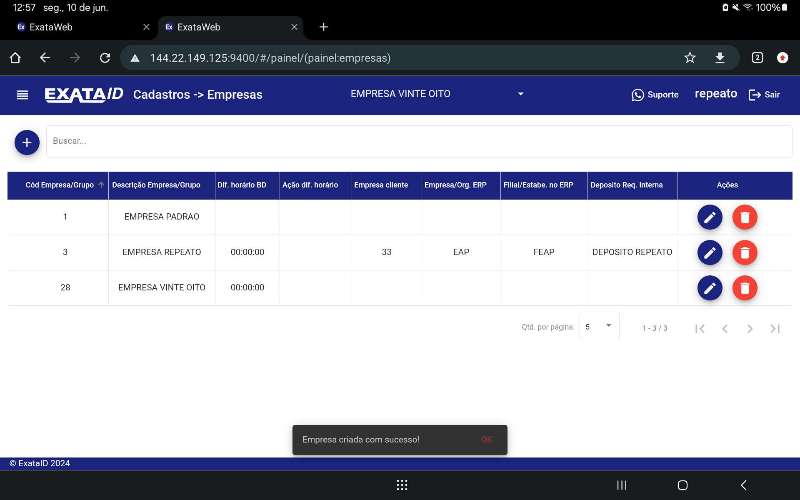 12:57 seg., 10 de jun. 100%
Ex ExataWeb Ex ExataWeb
144.22.149.125:9400/#/painel/(painel:empresas) 2
EXATAID Cadastros -> Empresas EMPRESA VINTE OITO Suporte repeato Sair
Buscar...
Cód Empresa/Grupo Descrição Empresa/Grupo Dif. horário BD Ação dif. horário Empresa cliente Empresa/Org. ERP Filial/Estabe. no ERP Deposito Req. Interna Ações
1 EMPRESA PADRAO
3 EMPRESA REPEATO 00:00:00 33 EAP FEAP DEPOSITO REPEATO
28 EMPRESA VINTE OITO 00:00:00
Qtd. por página 5 1 - 3 / 3
Empresa criada com sucesso! OK
© ExataID 2024